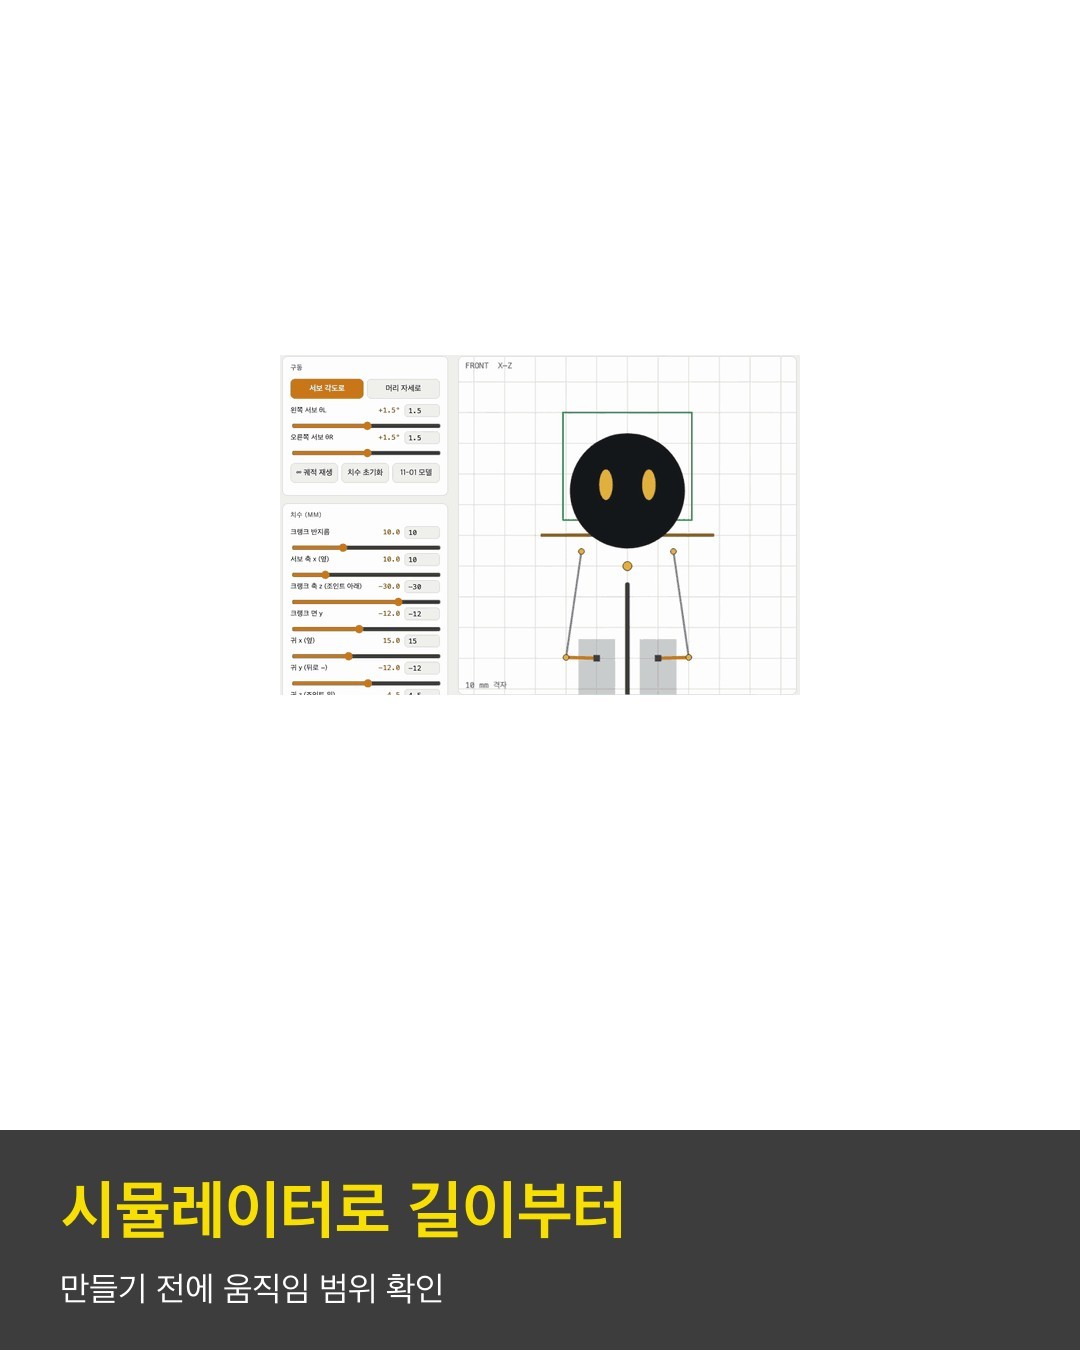 구동
서보 각도로
머리 자세로
왼쪽 서보 θL +1.5° 1.5
오른쪽 서보 θR +1.5° 1.5
궤적 재생
치수 초기화
11-01 모델
치수 (MM)
크랭크 반지름 10.0 10
서보 축 x (옆) 10.0 10
크랭크 축 z (조인트 아래) -30.0 -30
크랭크 면 y -12.0 -12
귀 x (옆) 15.0 15
귀 y (뒤로 -) -12.0 -12
FRONT X-Z
10 mm 격자
시뮬레이터로 길이부터
만들기 전에 움직임 범위 확인